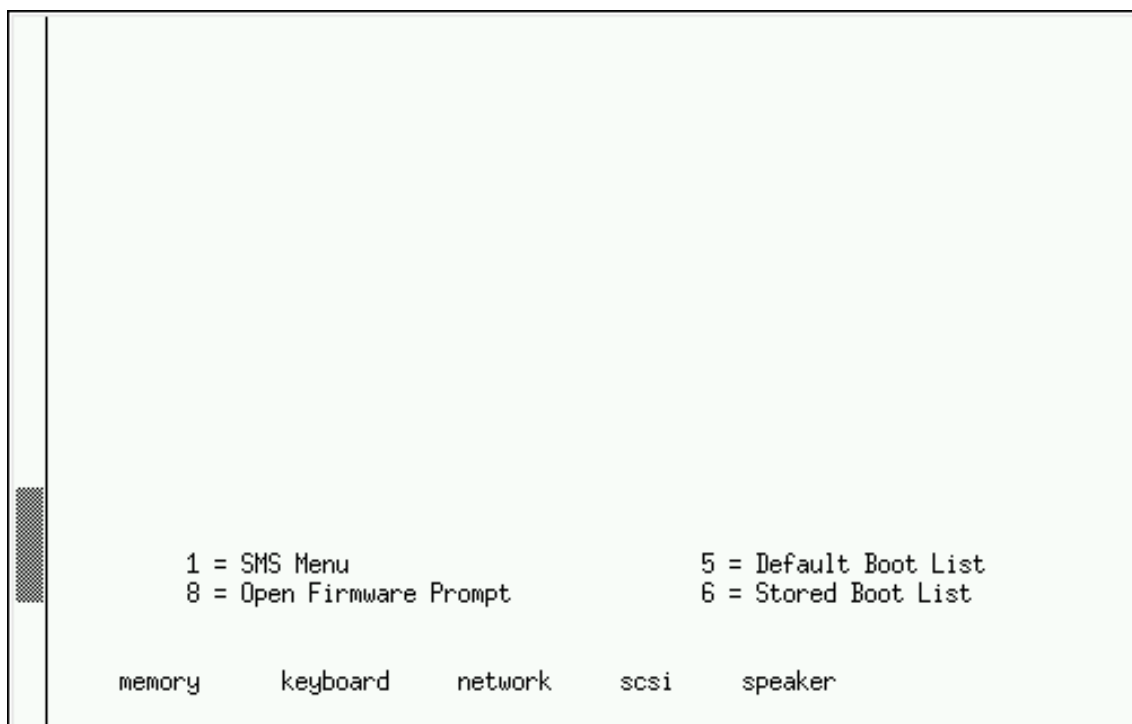 1 = SMS Menu 5 = Default Boot List
8 = Open Firmware Prompt 6 = Stored Boot List
memory keyboard network scsi speaker